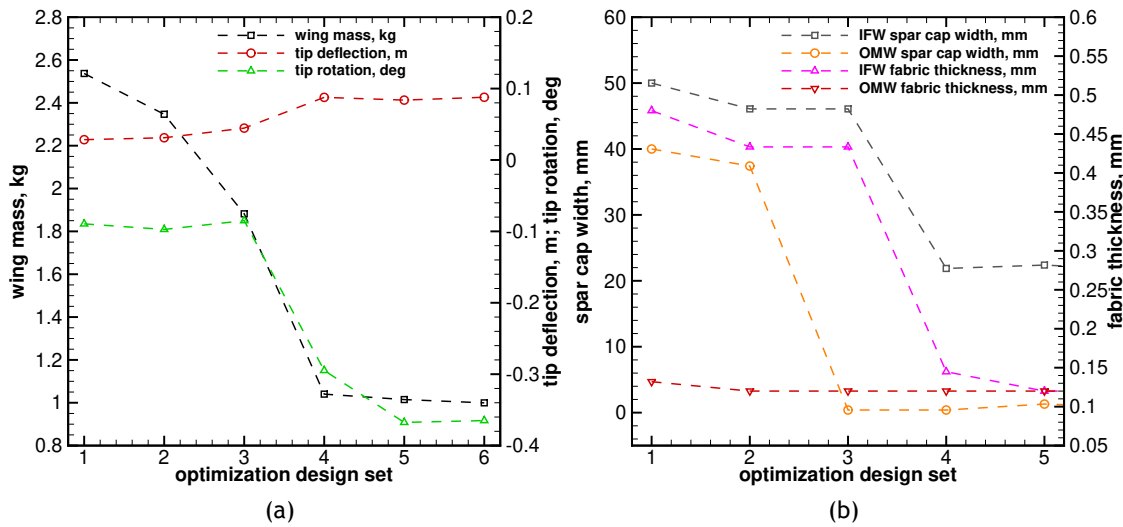 2.8
2.6
2.4
2.2
2
1.8
1.6
1.4
1.2
1
0.8
wing mass, kg
wing mass, kg
tip deflection, m
tip rotation, deg
0.2
0.1
0
-0.1
-0.2
-0.3
-0.4
tip deflection, m; tip rotation, deg
1 2 3 4 5 6
optimization design set
(a)
60
50
40
30
20
10
0
spar cap width, mm
IFW spar cap width, mm
OMW spar cap width, mm
IFW fabric thickness, mm
OMW fabric thickness, mm
0.6
0.55
0.5
0.45
0.4
0.35
0.3
0.25
0.2
0.15
0.1
0.05
fabric thickness, mm
1 2 3 4 5
optimization design set
(b)